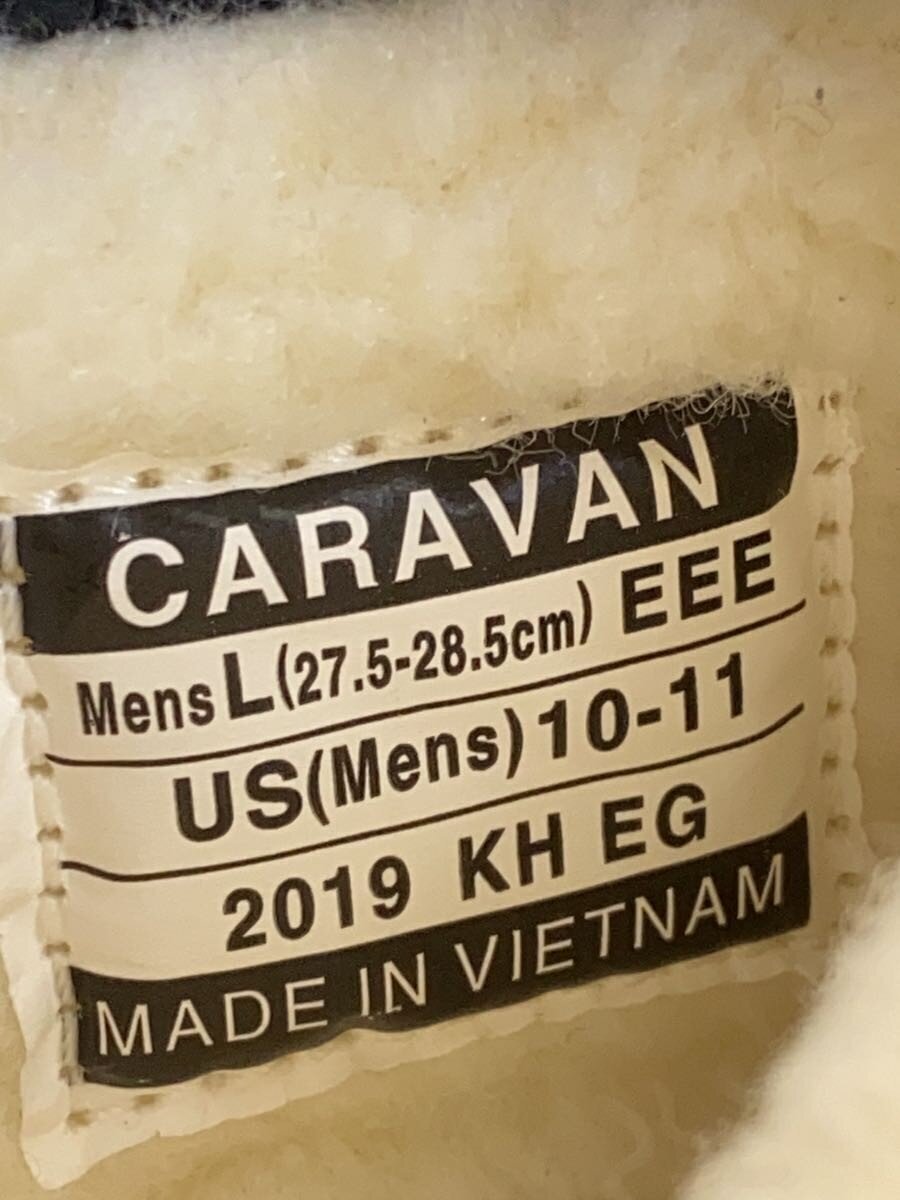 CARAVAN
Mens L(27.5-28.5cm) EEE
US(Mens)10-11
2019 KH EG
MADE IN VIETNAM